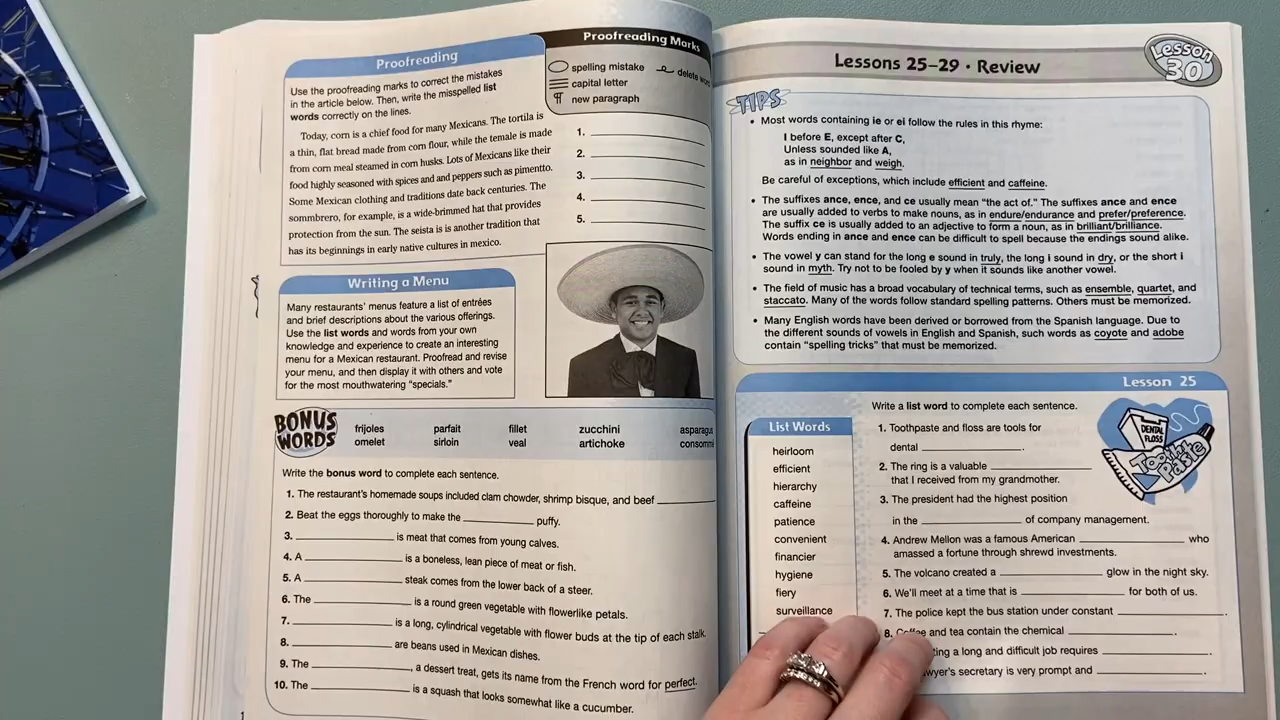 Proofreading
Use the proofreading marks to correct the mistakes
in the article below. Then, write the misspelled list
words correctly on the lines.
Today, corn is a chief food for many Mexicans. The tortila is
a thin, flat bread made from corn flour, while the temale is made
from corn meal steamed in corn husks. Lots of Mexicans like their
food highly seasoned with spices and and peppers such as pimentto.
Some Mexican clothing and traditions date back centuries. The
sommbrero, for example, is a wide-brimmed hat that provides
protection from the sun. The seista is is another tradition that
has its beginnings in early native cultures in mexico.
Proofreading Marks
spelling mistake
delete word
capital letter
¶ new paragraph
1.
2.
3.
4.
5.
Writing a Menu
Many restaurants' menus feature a list of entrées
and brief descriptions about the various offerings.
Use the list words and words from your own
knowledge and experience to create an interesting
menu for a Mexican restaurant. Proofread and revise
your menu, and then display it with others and vote
for the most mouthwatering "specials."
BONUS
WORDS
frijoles parfait fillet zucchini asparagus
omelet sirloin veal artichoke consommé
Write the bonus word to complete each sentence.
1. The restaurant's homemade soups included clam chowder, shrimp bisque, and beef
2. Beat the eggs thoroughly to make the ____ puffy.
3. ____ is meat that comes from young calves.
4. A ____ is a boneless, lean piece of meat or fish.
5. A ____ steak comes from the lower back of a steer.
6. The ____ is a round green vegetable with flowerlike petals.
7. ____ is a long, cylindrical vegetable with flower buds at the tip of each stalk.
8. ____ are beans used in Mexican dishes.
9. The ____, a dessert treat, gets its name from the French word for perfect.
10. The ____ is a squash that looks somewhat like a cucumber.
Lessons 25–29 • Review
Lesson
30
TIPS
• Most words containing ie or ei follow the rules in this rhyme:
I before E, except after C,
Unless sounded like A,
as in neighbor and weigh.
Be careful of exceptions, which include efficient and caffeine.
• The suffixes ance, ence, and ce usually mean "the act of." The suffixes ance and ence
are usually added to verbs to make nouns, as in endure/endurance and prefer/preference.
The suffix ce is usually added to an adjective to form a noun, as in brilliant/brilliance.
Words ending in ance and ence can be difficult to spell because the endings sound alike.
• The vowel y can stand for the long e sound in truly, the long i sound in dry, or the short i
sound in myth. Try not to be fooled by y when it sounds like another vowel.
• The field of music has a broad vocabulary of technical terms, such as ensemble, quartet, and
staccato. Many of the words follow standard spelling patterns. Others must be memorized.
• Many English words have been derived or borrowed from the Spanish language. Due to
the different sounds of vowels in English and Spanish, such words as coyote and adobe
contain "spelling tricks" that must be memorized.
Lesson 25
List Words
heirloom
efficient
hierarchy
caffeine
patience
convenient
financier
hygiene
fiery
surveillance
Write a list word to complete each sentence.
1. Toothpaste and floss are tools for
dental ____.
2. The ring is a valuable ____
that I received from my grandmother.
3. The president had the highest position
in the ____ of company management.
4. Andrew Mellon was a famous American ____ who
amassed a fortune through shrewd investments.
5. The volcano created a ____ glow in the night sky.
6. We'll meet at a time that is ____ for both of us.
7. The police kept the bus station under constant ____.
8. Coffee and tea contain the chemical ____.
ting a long and difficult job requires ____.
wyer's secretary is very prompt and ____.
DENTAL
FLOSS
Tooth
Paste